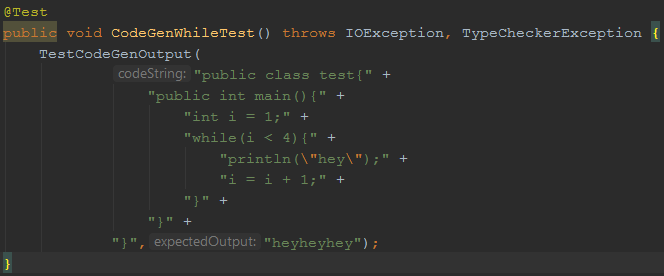 @Test
public void CodeGenWhileTest() throws IOException, TypeCheckerException {
TestCodeGenOutput(
codeString: "public class test{" +
"public int main(){" +
"int i = 1;" +
"while(i < 4){" +
"println(\"hey\");" +
"i = i + 1;" +
"}" +
"}" +
"}", expectedOutput: "heyheyhey");
}